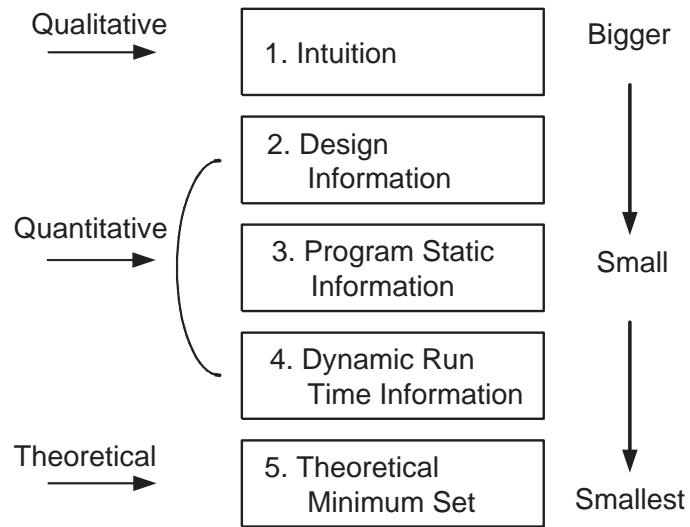 Qualitative
1. Intuition
Bigger
2. Design
Information
Quantitative
3. Program Static
Information
Small
4. Dynamic Run
Time Information
Theoretical
5. Theoretical
Minimum Set
Smallest